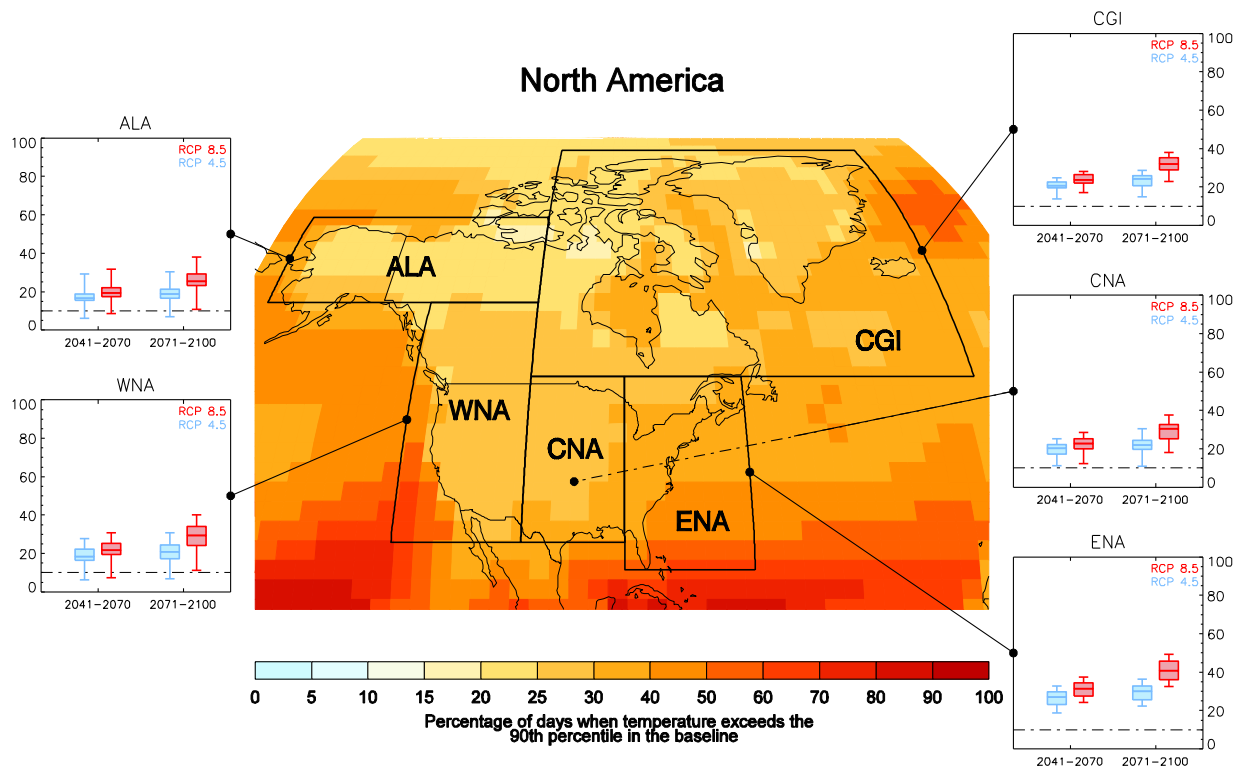 North America
ALA
100
80
60
40
20
0
RCP 8.5
RCP 4.5
2041-2070
2071-2100
WNA
100
80
60
40
20
0
RCP 8.5
RCP 4.5
2041-2070
2071-2100
ALA
CGI
WNA
CNA
ENA
CGI
RCP 8.5
RCP 4.5
100
80
60
40
20
0
2041-2070
2071-2100
CNA
RCP 8.5
RCP 4.5
100
80
60
40
20
0
2041-2070
2071-2100
ENA
RCP 8.5
RCP 4.5
100
80
60
40
20
0
2041-2070
2071-2100
0 5 10 15 20 25 30 35 40 50 60 70 80 90 100
Percentage of days when temperature exceeds the
90th percentile in the baseline